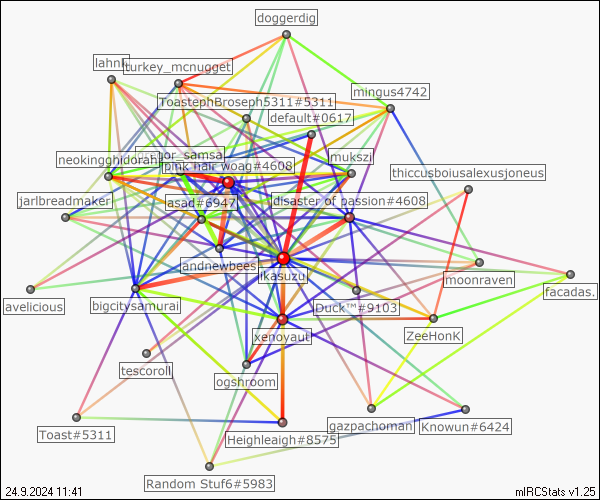 doggerdig
lahnk
turkey_mcnugget
mingus4742
ToastephBroseph5311#5311
default#0617
neokingghidorah
pink hair woag#4608
mukszi
thiccusboiusalexusjoneus
jarlbreadmaker
asad#6947
disaster of passion#4608
andnewbees
ikasuzu
moonraven
facadas.
avelicious
bigcitysamurai
Duck™#9103
xenoyaut
ZeeHonK
tescoroll
ogshroom
Toast#5311
Heighleaigh#8575
gazpachoman
Knowun#6424
Random Stuf6#5983
24.9.2024 11:41
mIRCStats v1.25